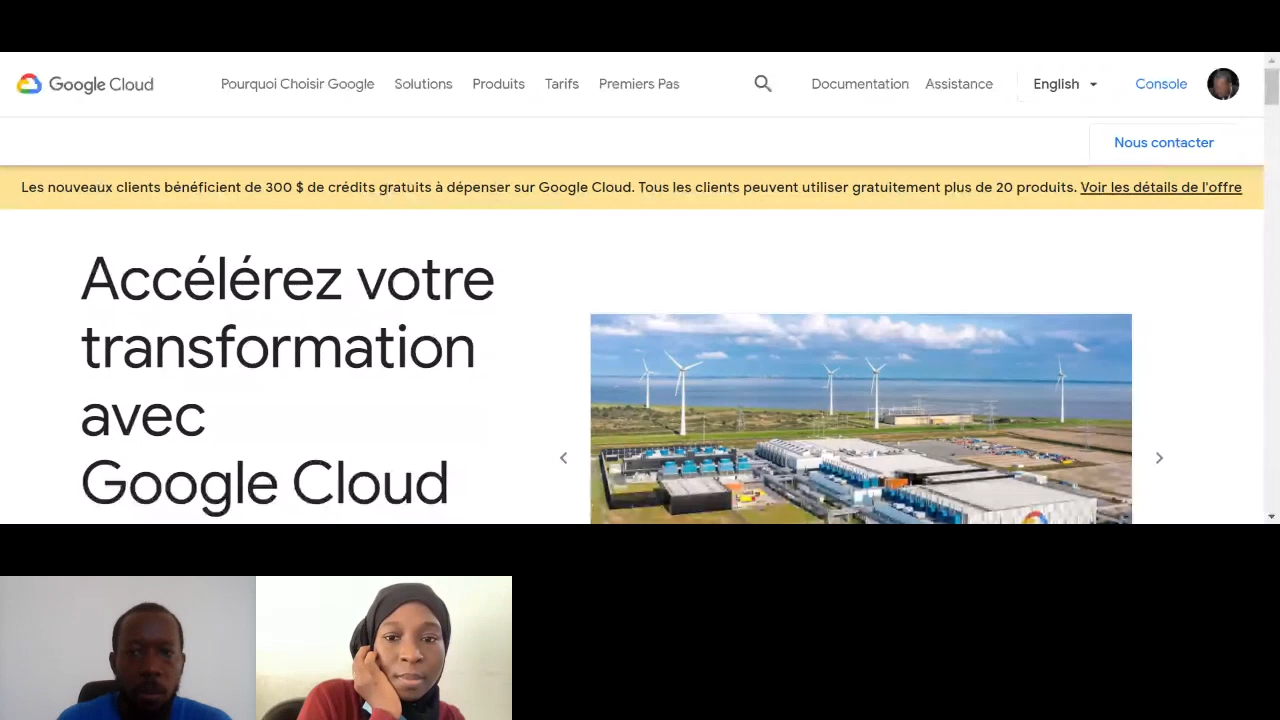 Google Cloud
Pourquoi Choisir Google
Solutions
Produits
Tarifs
Premiers Pas
Documentation
Assistance
English
Console
Nous contacter
Les nouveaux clients bénéficient de 300 $ de crédits gratuits à dépenser sur Google Cloud. Tous les clients peuvent utiliser gratuitement plus de 20 produits. Voir les détails de l'offre
Accélérez votre
transformation
avec
Google Cloud